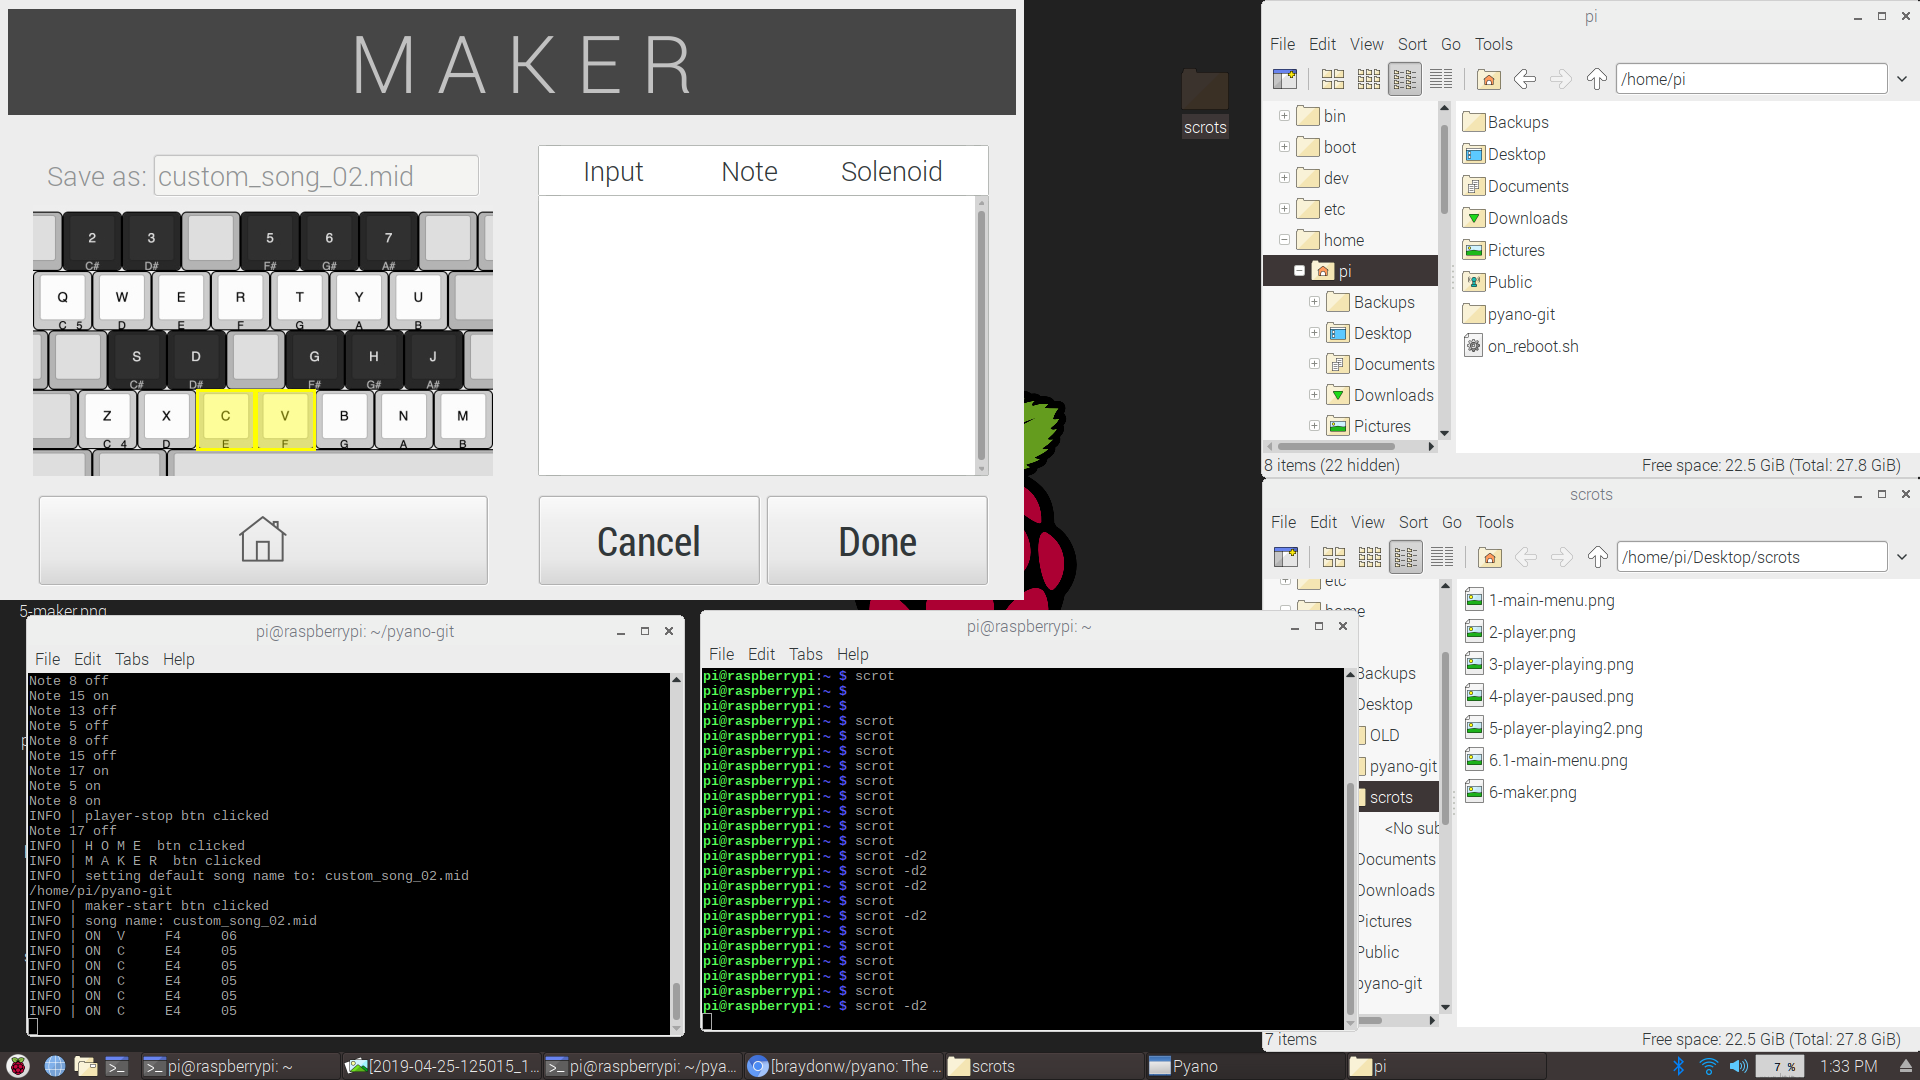 MAKER
Save as: custom_song_02.mid
2 3 5 6 7
C# D# F# G# A#
Q W E R T Y U
C 5 D E F G A B
S D G H J
C# D# F# G# A#
Z X C V B N M
C 4 D E F G A B
Input Note Solenoid
Cancel Done
scrots
5-maker.png
pi
File Edit View Sort Go Tools
/home/pi
bin
boot
dev
etc
home
pi
Backups
Desktop
Documents
Downloads
Pictures
Backups
Desktop
Documents
Downloads
Pictures
Public
pyano-git
on_reboot.sh
8 items (22 hidden) Free space: 22.5 GiB (Total: 27.8 GiB)
scrots
File Edit View Sort Go Tools
/home/pi/Desktop/scrots
etc
home
Backups
Desktop
OLD
pyano-git
scrots
<No sub
Documents
Downloads
Pictures
Public
pyano-git
1-main-menu.png
2-player.png
3-player-playing.png
4-player-paused.png
5-player-playing2.png
6.1-main-menu.png
6-maker.png
7 items Free space: 22.5 GiB (Total: 27.8 GiB)
pi@raspberrypi: ~/pyano-git
File Edit Tabs Help
Note 8 off
Note 15 on
Note 13 off
Note 5 off
Note 8 off
Note 15 off
Note 17 on
Note 5 on
Note 8 on
INFO | player-stop btn clicked
Note 17 off
INFO | H O M E  btn clicked
INFO | M A K E R  btn clicked
INFO | setting default song name to: custom_song_02.mid
/home/pi/pyano-git
INFO | maker-start btn clicked
INFO | song name: custom_song_02.mid
INFO | ON  V     F4     06
INFO | ON  C     E4     05
INFO | ON  C     E4     05
INFO | ON  C     E4     05
INFO | ON  C     E4     05
INFO | ON  C     E4     05
pi@raspberrypi: ~
File Edit Tabs Help
pi@raspberrypi:~ $ scrot
pi@raspberrypi:~ $
pi@raspberrypi:~ $
pi@raspberrypi:~ $ scrot
pi@raspberrypi:~ $ scrot
pi@raspberrypi:~ $ scrot
pi@raspberrypi:~ $ scrot
pi@raspberrypi:~ $ scrot
pi@raspberrypi:~ $ scrot
pi@raspberrypi:~ $ scrot
pi@raspberrypi:~ $ scrot
pi@raspberrypi:~ $ scrot
pi@raspberrypi:~ $ scrot -d2
pi@raspberrypi:~ $ scrot -d2
pi@raspberrypi:~ $ scrot -d2
pi@raspberrypi:~ $ scrot
pi@raspberrypi:~ $ scrot -d2
pi@raspberrypi:~ $ scrot
pi@raspberrypi:~ $ scrot
pi@raspberrypi:~ $ scrot
pi@raspberrypi:~ $ scrot
pi@raspberrypi:~ $ scrot
pi@raspberrypi:~ $ scrot -d2
pi@raspberrypi: ~ [2019-04-25-125015_1... pi@raspberrypi: ~/pya... [braydonw/pyano: The ... scrots Pyano pi 7 % 1:33 PM